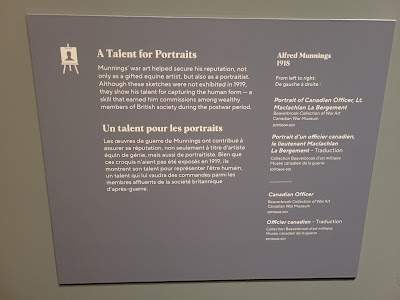 A Talent for Portraits
Munnings' war art helped secure his reputation, not
only as a gifted equine artist, but also as a portraitist.
Although these sketches were not exhibited in 1919,
they show his talent for capturing the human form – a
skill that earned him commissions among wealthy
members of British society during the postwar period.
Un talent pour les portraits
Les œuvres de guerre de Munnings ont contribué à
assurer sa réputation, non seulement à titre d'artiste
équin de génie, mais aussi de portraitiste. Bien que
ces croquis n'aient pas été exposés en 1919, ils
montrent son talent pour représenter l'être humain,
un talent qui lui vaudra des commandes parmi les
membres affluents de la société britannique
d'après-guerre.
Alfred Munnings
1918
From left to right:
De gauche à droite :
Portrait of Canadian Officer, Lt.
Maclachlan La Bergement
Beaverbrook Collection of War Art
Canadian War Museum
Portrait d'un officier canadien,
le lieutenant Maclachlan
La Bergement – Traduction
Collection Beaverbrook d'art militaire
Musée canadien de la guerre
Canadian Officer
Beaverbrook Collection of War Art
Canadian War Museum
Officier canadien – Traduction
Collection Beaverbrook d'art militaire
Musée canadien de la guerre